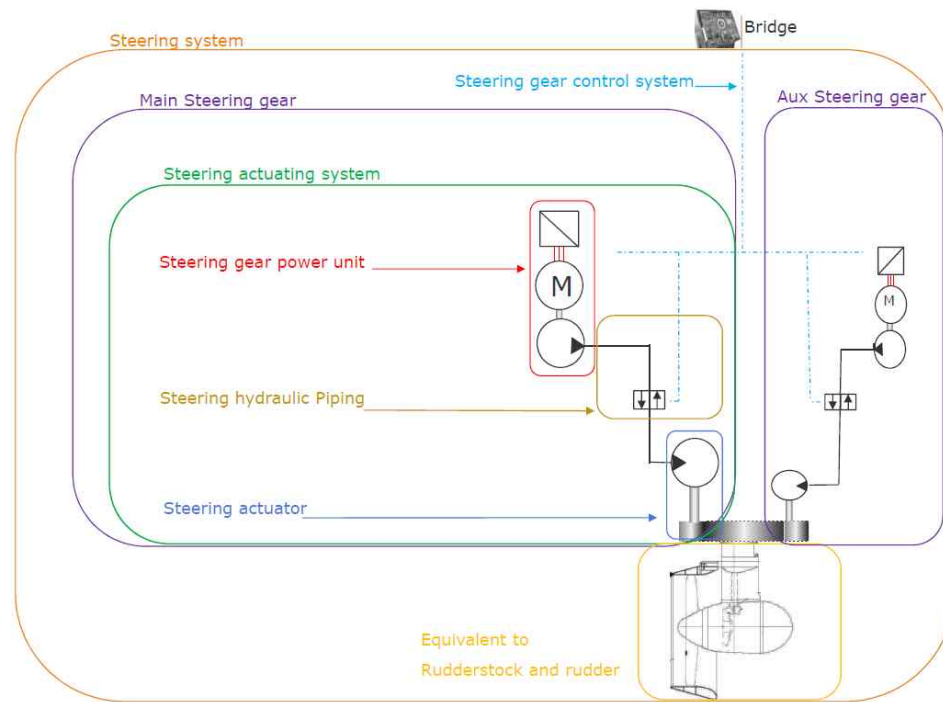 Bridge
Steering system
Steering gear control system
Main Steering gear
Aux Steering gear
Steering actuating system
Steering gear power unit
M
M
Steering hydraulic Piping
Steering actuator
Equivalent to
Rudderstock and rudder